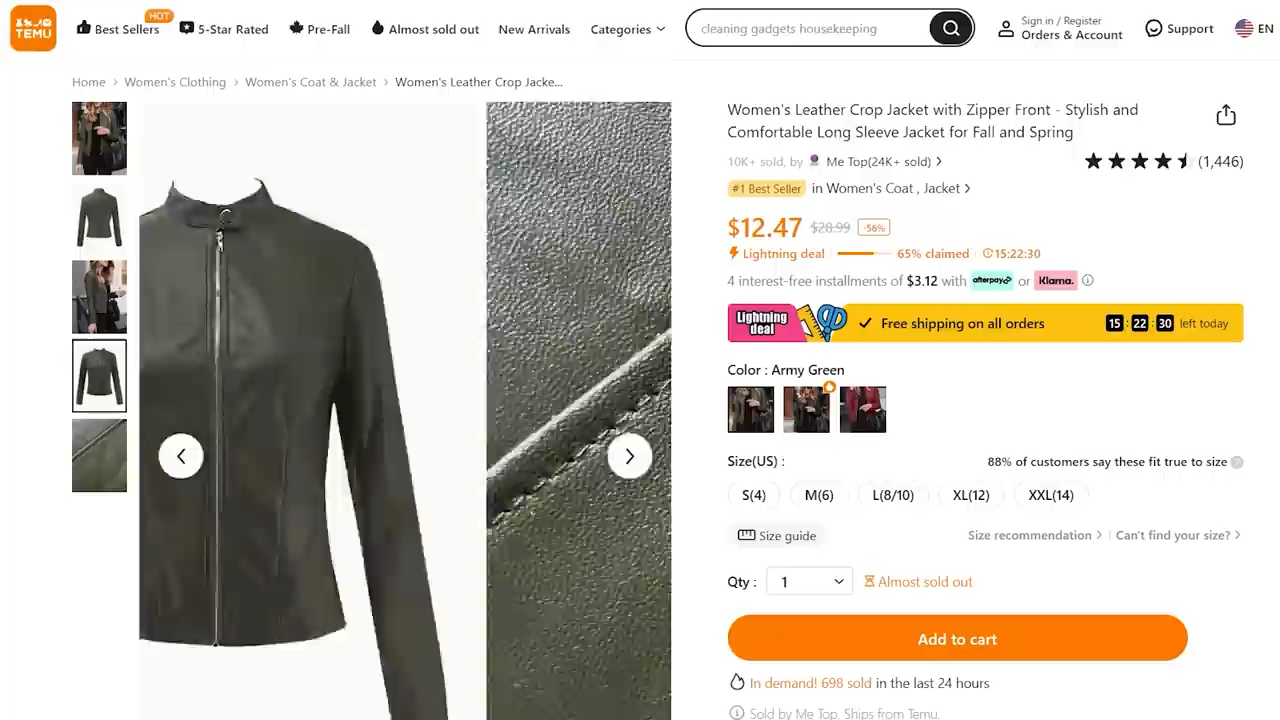 TEMU
Best Sellers
HOT
5-Star Rated
Pre-Fall
Almost sold out
New Arrivals
Categories
cleaning gadgets housekeeping
Sign in / Register
Orders & Account
Support
EN
Home > Women's Clothing > Women's Coat & Jacket > Women's Leather Crop Jacke...
Women's Leather Crop Jacket with Zipper Front - Stylish and
Comfortable Long Sleeve Jacket for Fall and Spring
10K+ sold, by Me Top(24K+ sold) >
(1,446)
#1 Best Seller in Women's Coat , Jacket >
$12.47 $28.99 -56%
Lightning deal 65% claimed 15:22:30
4 interest-free installments of $3.12 with afterpay or Klarna.
Lightning
deal
Free shipping on all orders 15 : 22 : 30 left today
Color : Army Green
Size(US) : 88% of customers say these fit true to size ?
S(4) M(6) L(8/10) XL(12) XXL(14)
Size guide Size recommendation > | Can't find your size? >
Qty : 1 Almost sold out
Add to cart
In demand! 698 sold in the last 24 hours
Sold by Me Top. Ships from Temu.